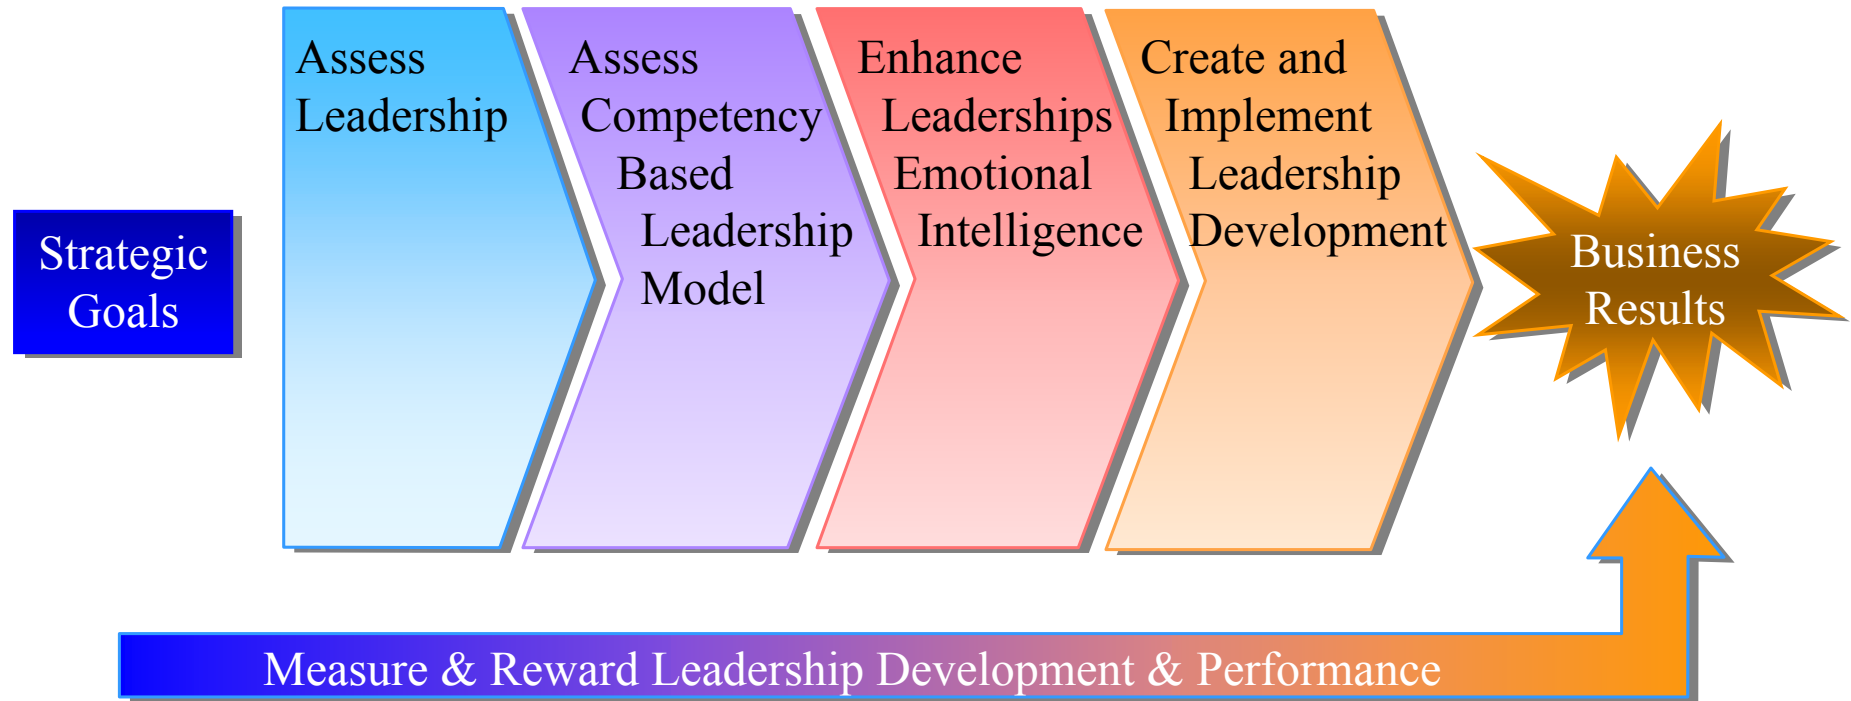 Strategic
Goals
Assess
Leadership
Assess
Competency
Based
Leadership
Model
Enhance
Leaderships
Emotional
Intelligence
Create and
Implement
Leadership
Development
Business
Results
Measure & Reward Leadership Development & Performance